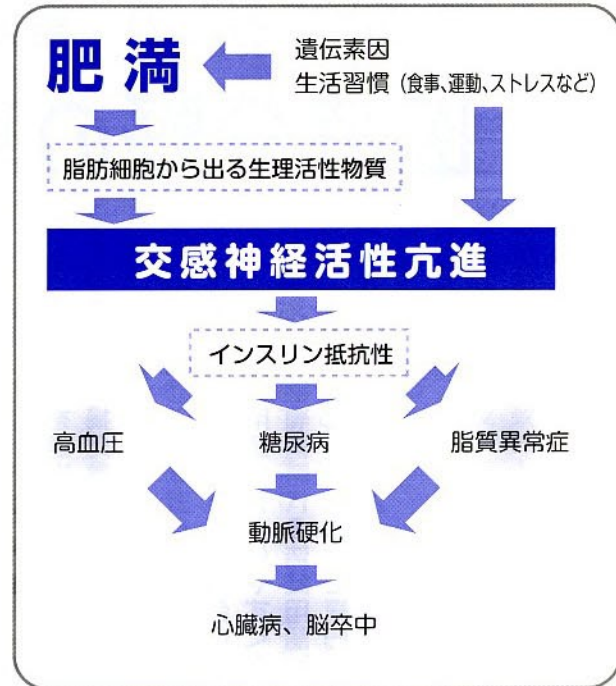 肥満
遺伝素因
生活習慣（食事、運動、ストレスなど）
脂肪細胞から出る生理活性物質
交感神経活性亢進
インスリン抵抗性
高血圧
糖尿病
脂質異常症
動脈硬化
心臓病、脳卒中